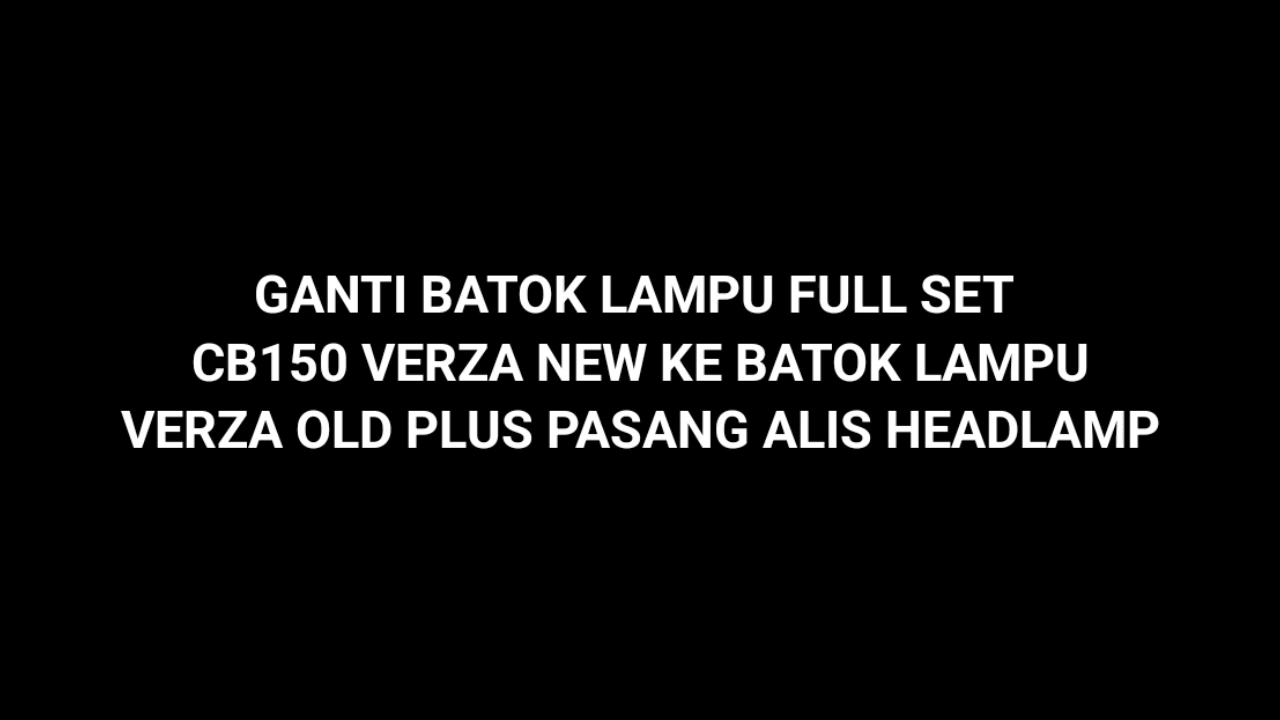 GANTI BATOK LAMPU FULL SET
CB150 VERZA NEW KE BATOK LAMPU
VERZA OLD PLUS PASANG ALIS HEADLAMP